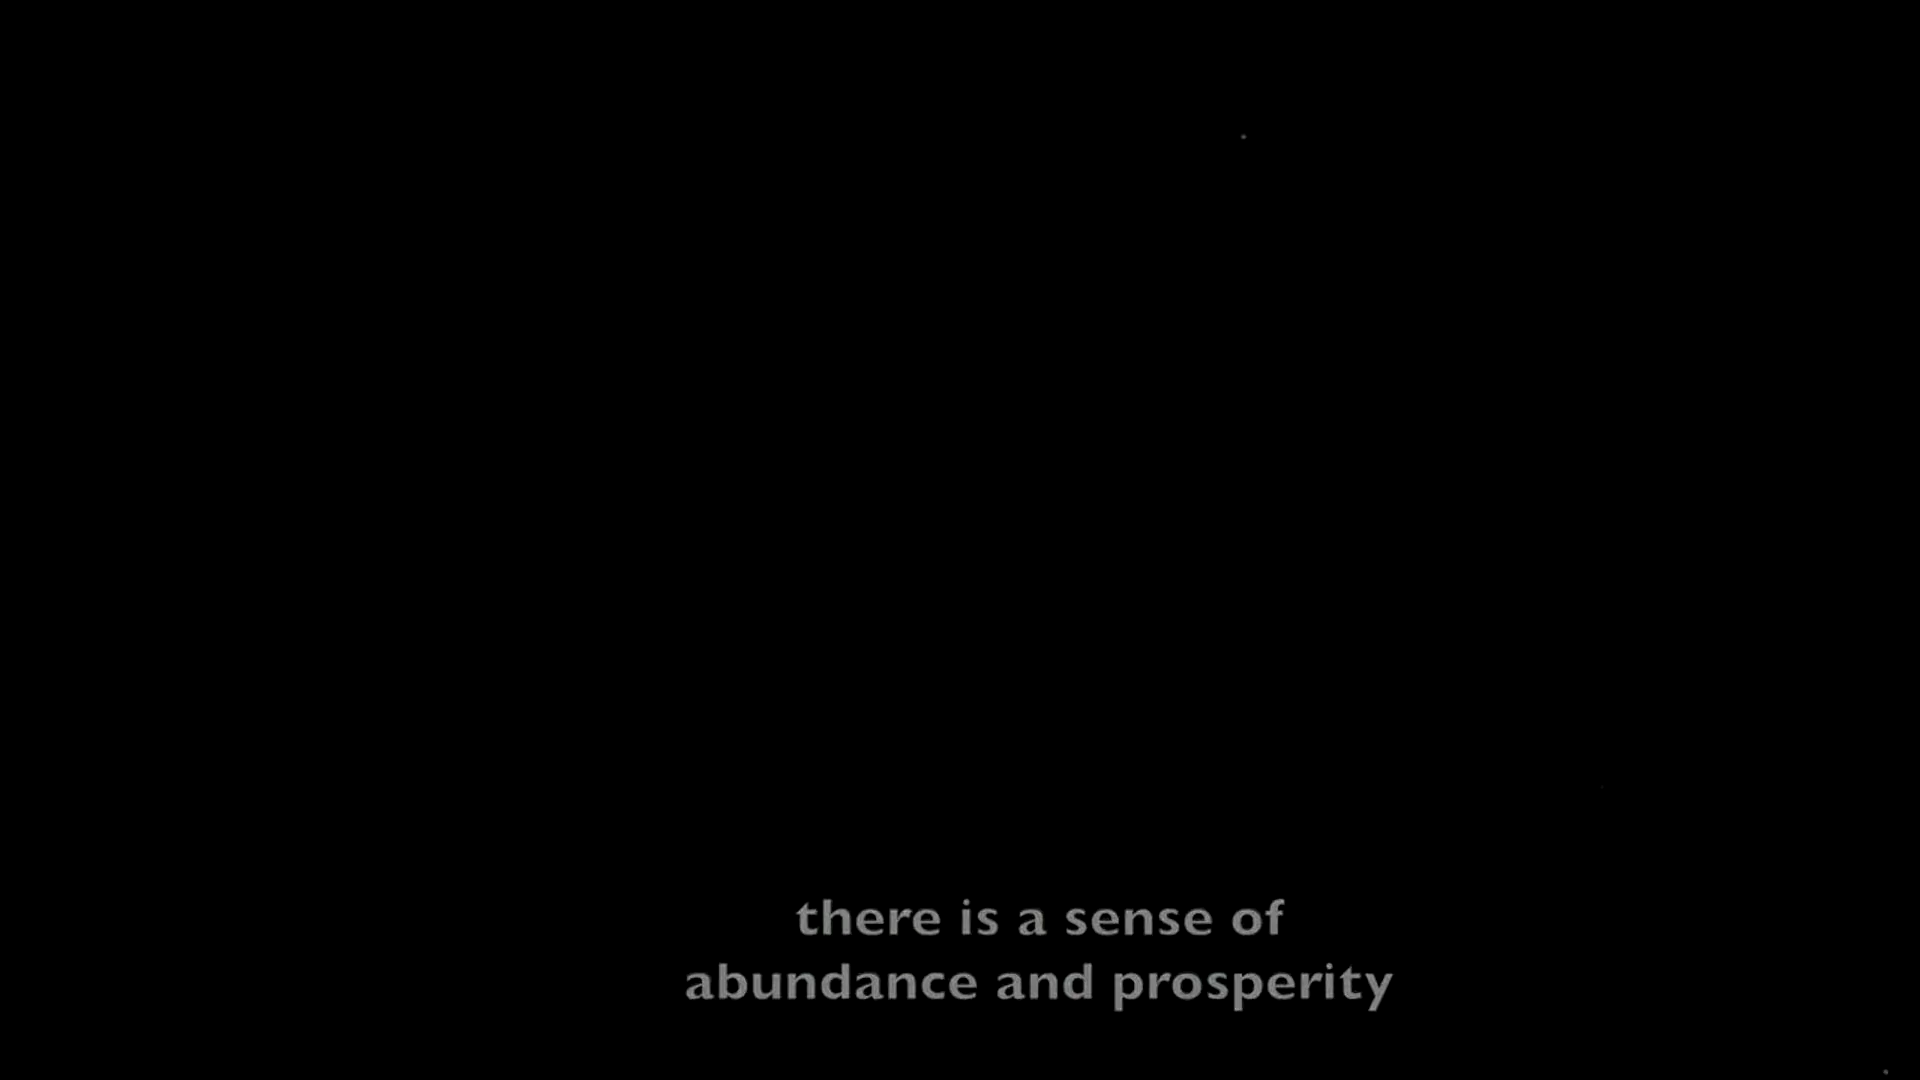 there is a sense of
abundance and prosperity